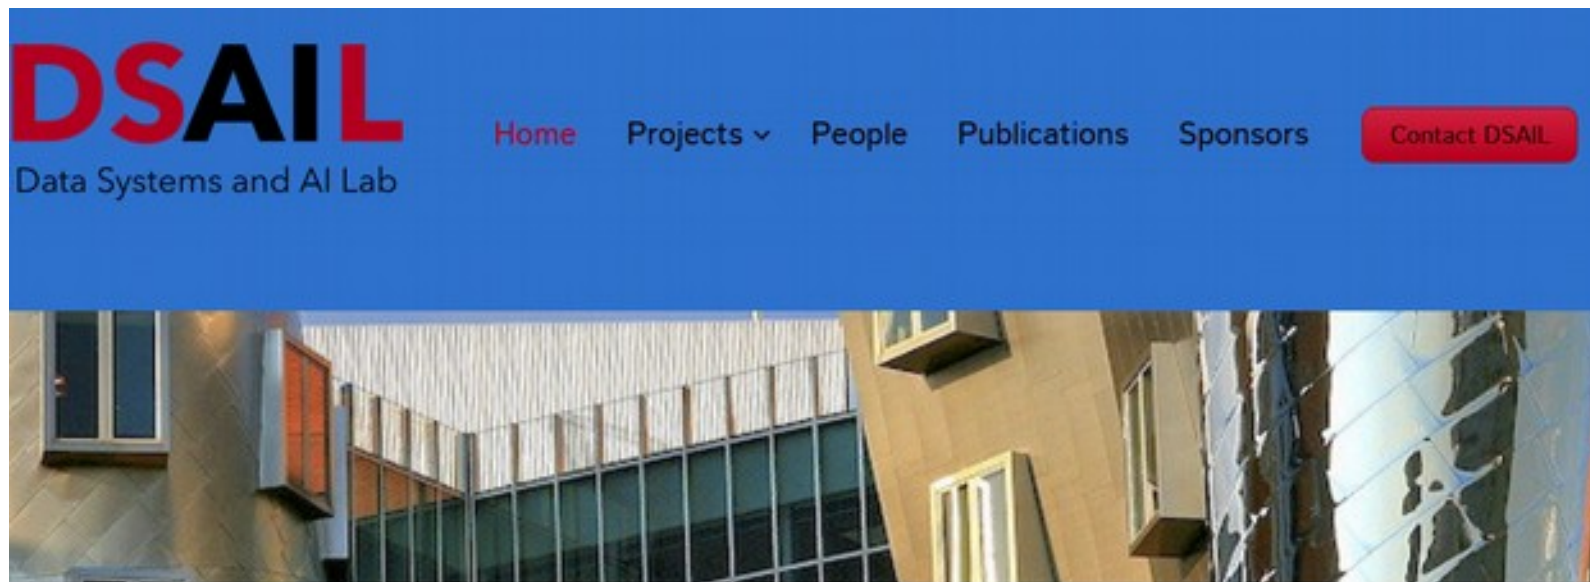 DSAIL
Data Systems and AI Lab
Home Projects People Publications Sponsors Contact DSAIL